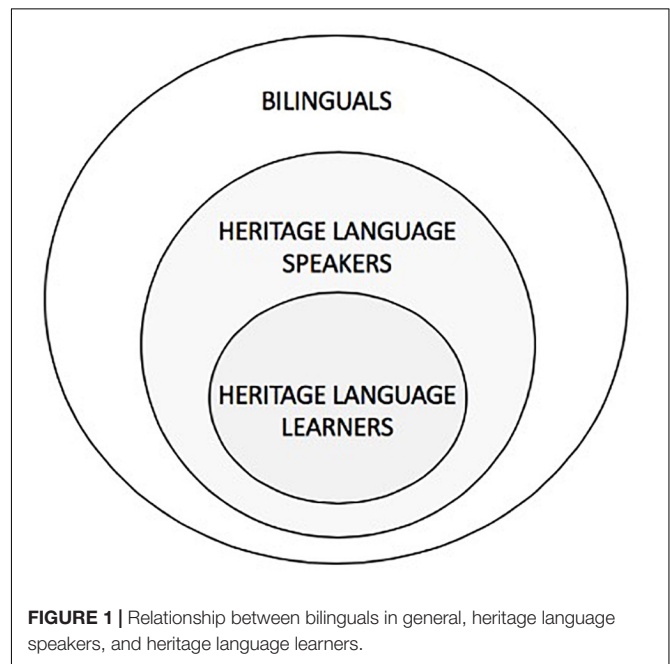 BILINGUALS
HERITAGE LANGUAGE
SPEAKERS
HERITAGE LANGUAGE
LEARNERS
FIGURE 1 | Relationship between bilinguals in general, heritage language
speakers, and heritage language learners.